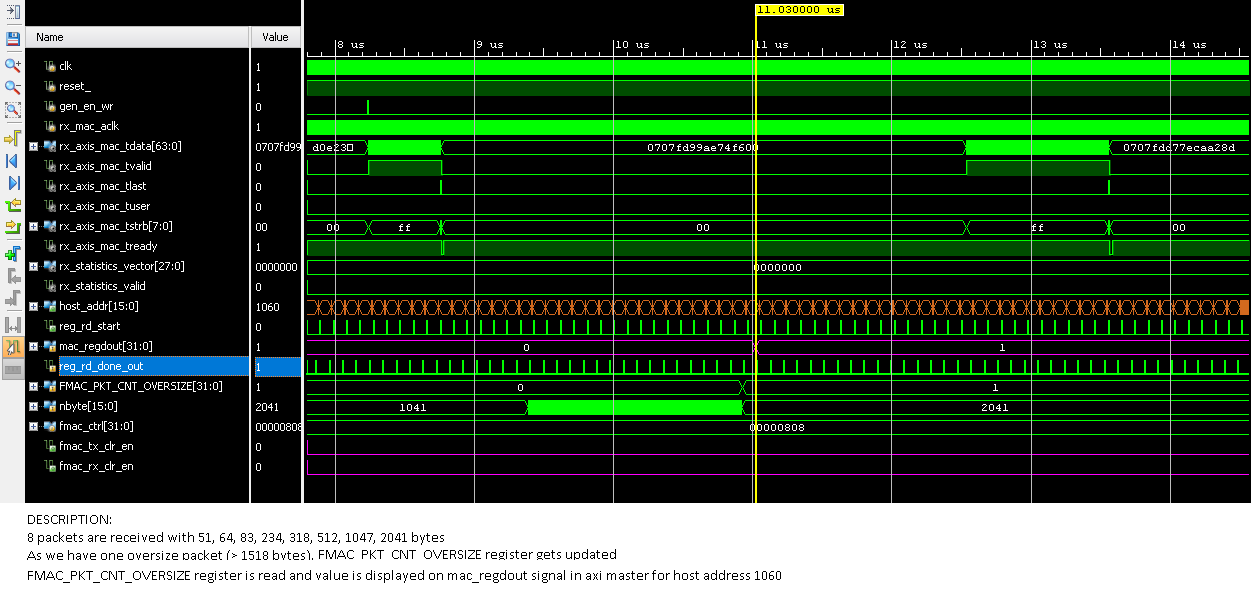 11.030000 us
Name Value
8 us 9 us 10 us 11 us 12 us 13 us 14 us
clk 1
reset_ 1
gen_en_wr 0
rx_mac_aclk 1
rx_axis_mac_tdata[63:0] 0707fd99 d0e23 0707fd99ae74f600 0707fdc77ecaa28d
rx_axis_mac_tvalid 0
rx_axis_mac_tlast 0
rx_axis_mac_tuser 0
rx_axis_mac_tstrb[7:0] 00 00 ff 00 ff 00
rx_axis_mac_tready 1
rx_statistics_vector[27:0] 0000000 0000000
rx_statistics_valid 0
host_addr[15:0] 1060
reg_rd_start 0
mac_regdout[31:0] 1 0 1
reg_rd_done_out 1
FMAC_PKT_CNT_OVERSIZE[31:0] 1 0 1
nbyte[15:0] 2041 1041 2041
fmac_ctrl[31:0] 00000808 00000808
fmac_tx_clr_en 0
fmac_rx_clr_en 0
DESCRIPTION:
8 packets are received with 51, 64, 83, 234, 318, 512, 1047, 2041 bytes
As we have one oversize packet (> 1518 bytes), FMAC_PKT_CNT_OVERSIZE register gets updated
FMAC_PKT_CNT_OVERSIZE register is read and value is displayed on mac_regdout signal in axi master for host address 1060